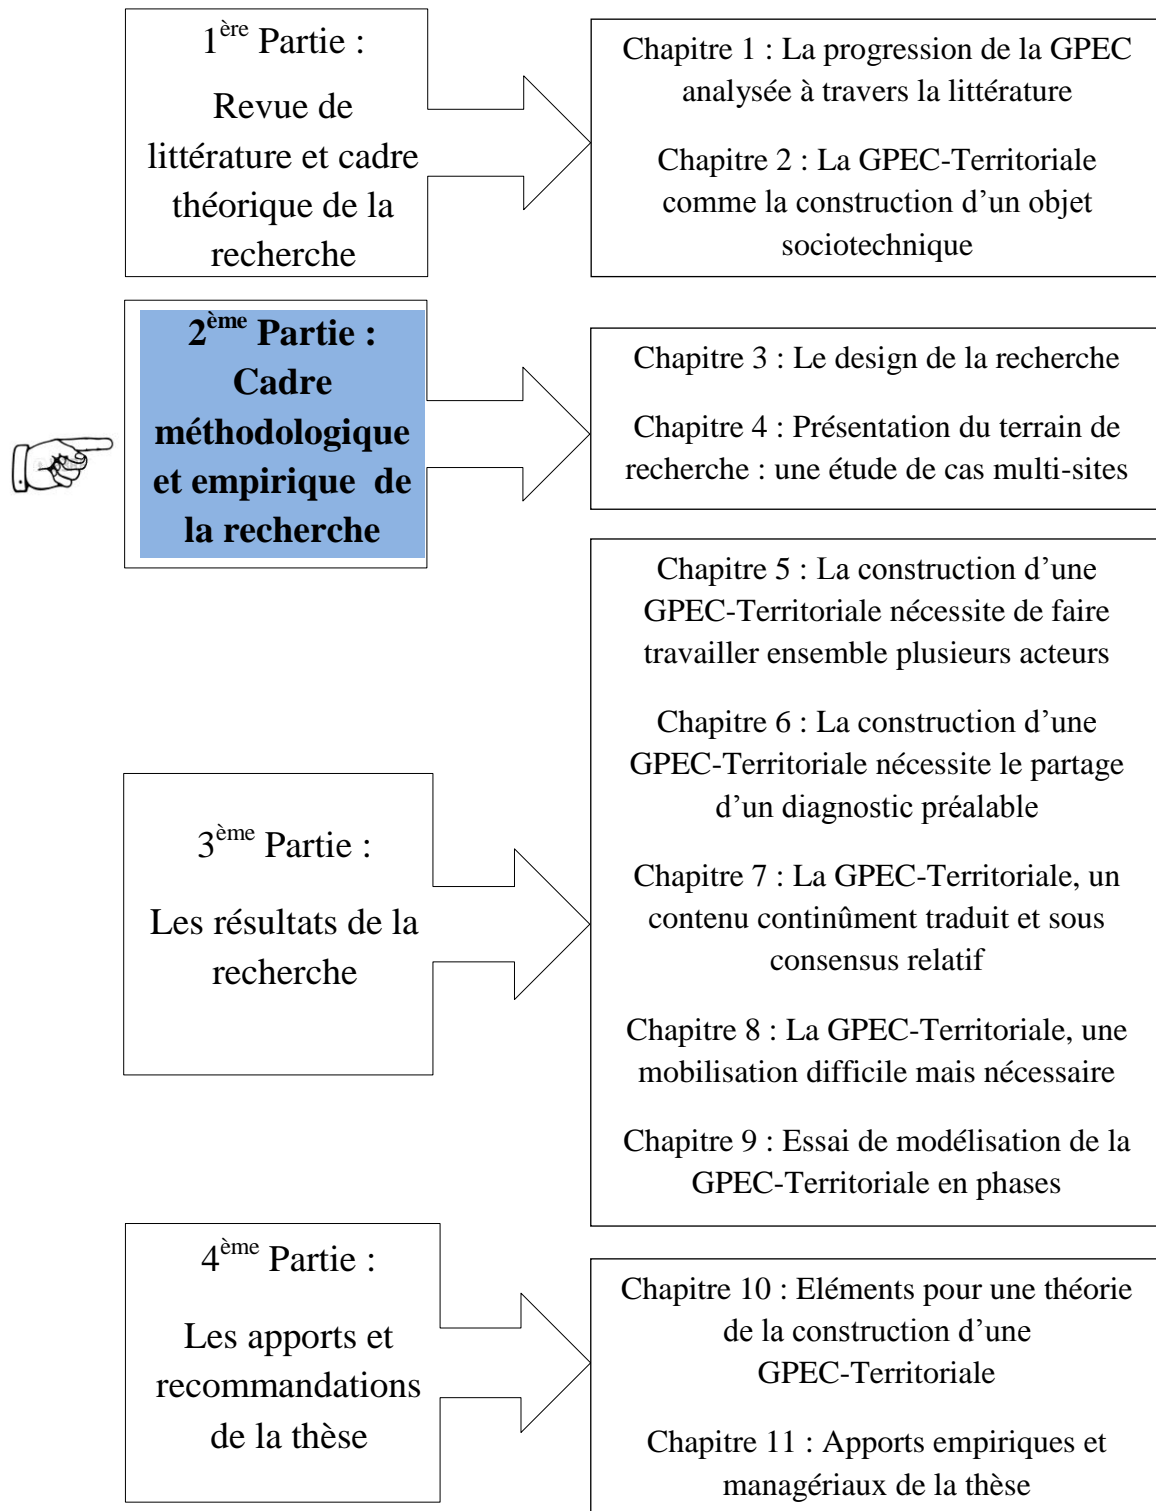 1ère Partie :
Revue de
littérature et cadre
théorique de la
recherche
Chapitre 1 : La progression de la GPEC
analysée à travers la littérature
Chapitre 2 : La GPEC-Territoriale
comme la construction d’un objet
sociotechnique
2ème Partie :
Cadre
méthodologique
et empirique de
la recherche
Chapitre 3 : Le design de la recherche
Chapitre 4 : Présentation du terrain de
recherche : une étude de cas multi-sites
3ème Partie :
Les résultats de la
recherche
Chapitre 5 : La construction d’une
GPEC-Territoriale nécessite de faire
travailler ensemble plusieurs acteurs
Chapitre 6 : La construction d’une
GPEC-Territoriale nécessite le partage
d’un diagnostic préalable
Chapitre 7 : La GPEC-Territoriale, un
contenu continûment traduit et sous
consensus relatif
Chapitre 8 : La GPEC-Territoriale, une
mobilisation difficile mais nécessaire
Chapitre 9 : Essai de modélisation de la
GPEC-Territoriale en phases
4ème Partie :
Les apports et
recommandations
de la thèse
Chapitre 10 : Eléments pour une théorie
de la construction d’une
GPEC-Territoriale
Chapitre 11 : Apports empiriques et
managériaux de la thèse